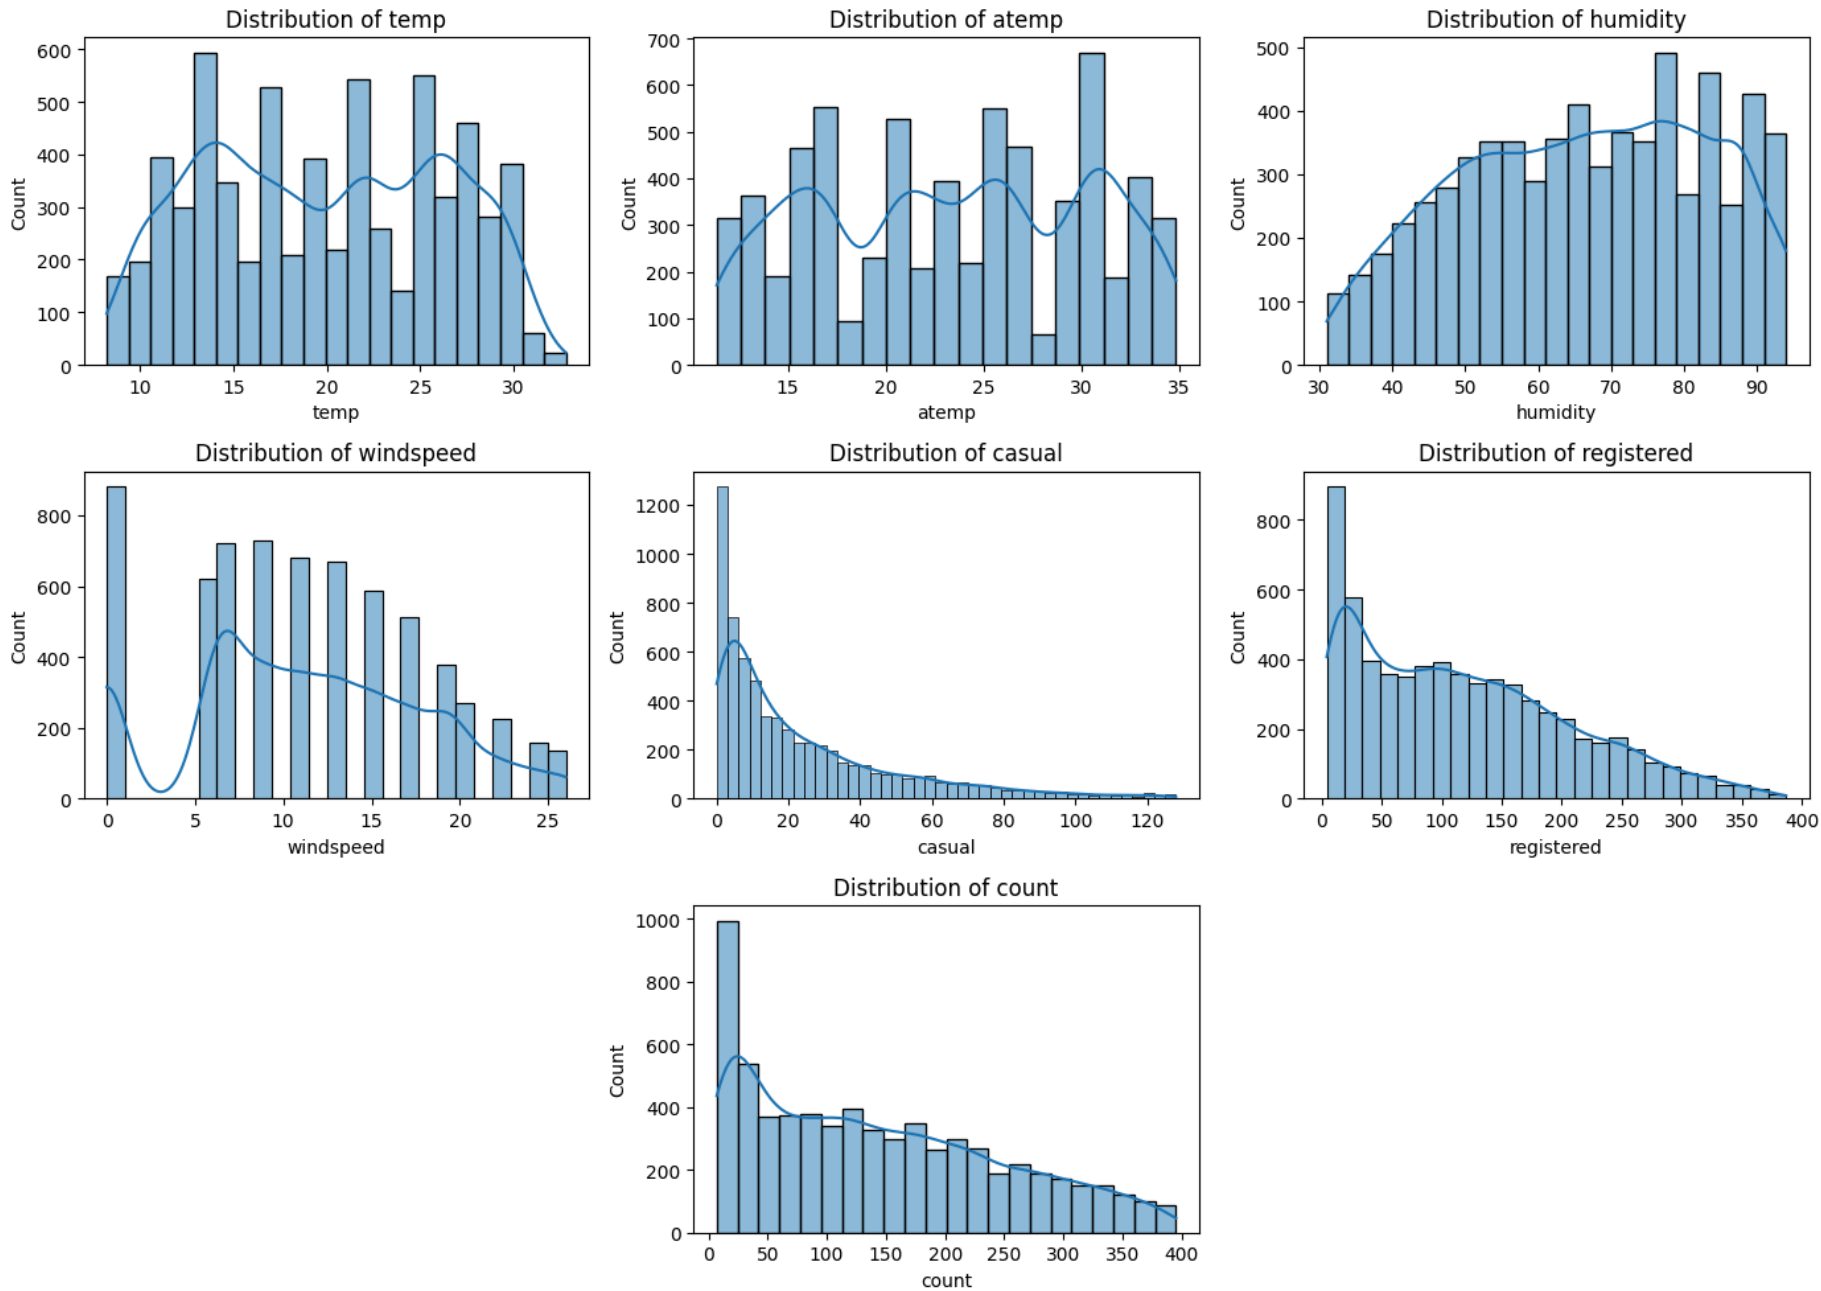 Distribution of temp
600
500
400
300
200
100
0
Count
10 15 20 25 30
temp
Distribution of atemp
700
600
500
400
300
200
100
0
Count
15 20 25 30 35
atemp
Distribution of humidity
500
400
300
200
100
0
Count
30 40 50 60 70 80 90
humidity
Distribution of windspeed
800
600
400
200
0
Count
0 5 10 15 20 25
windspeed
Distribution of casual
1200
1000
800
600
400
200
0
Count
0 20 40 60 80 100 120
casual
Distribution of registered
800
600
400
200
0
Count
0 50 100 150 200 250 300 350 400
registered
Distribution of count
1000
800
600
400
200
0
Count
0 50 100 150 200 250 300 350 400
count